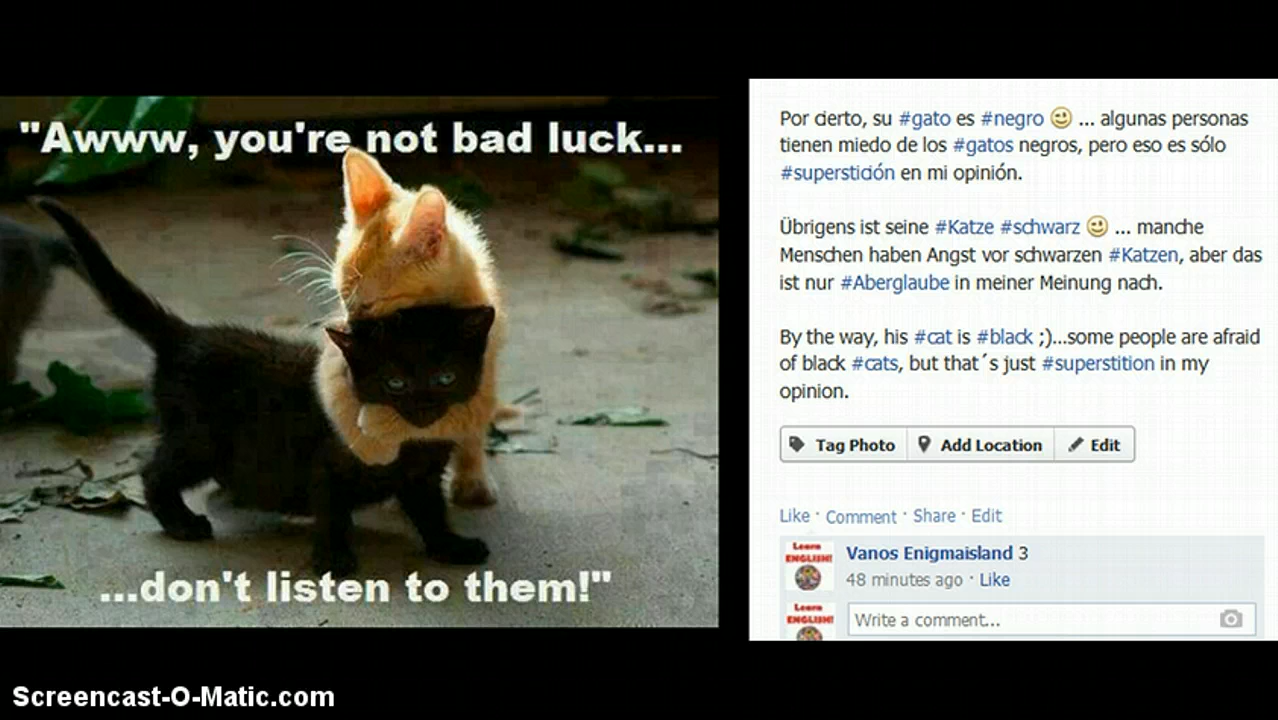 "Awww, you're not bad luck...
...don't listen to them!"
Por cierto, su #gato es #negro ... algunas personas
tienen miedo de los #gatos negros, pero eso es sólo
#superstición en mi opinión.
Übrigens ist seine #Katze #schwarz ... manche
Menschen haben Angst vor schwarzen #Katzen, aber das
ist nur #Aberglaube in meiner Meinung nach.
By the way, his #cat is #black ;)...some people are afraid
of black #cats, but that´s just #superstition in my
opinion.
Tag Photo Add Location Edit
Like · Comment · Share · Edit
Learn
ENGLISH!
Vanos Enigmaisland 3
48 minutes ago · Like
Learn
ENGLISH!
Write a comment...
Screencast-O-Matic.com